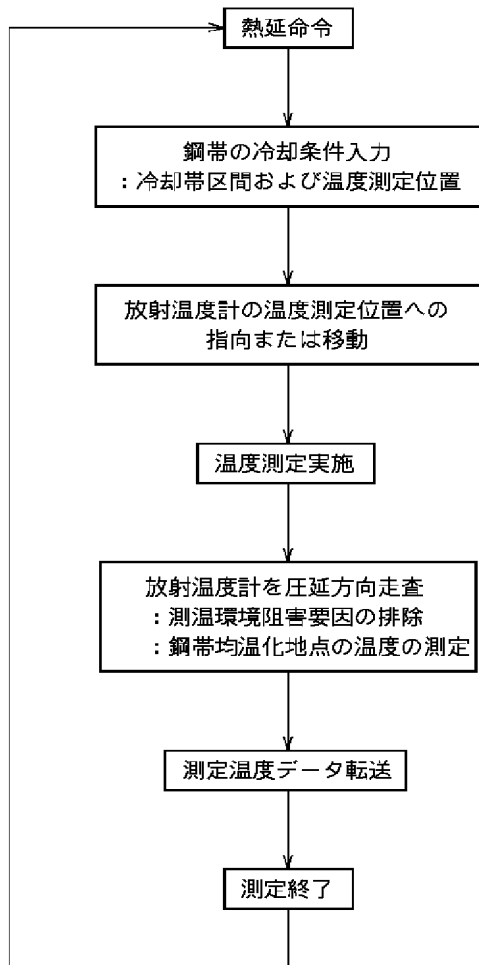 熱延命令
鋼帯の冷却条件入力
：冷却帯区間および温度測定位置
放射温度計の温度測定位置への
指向または移動
温度測定実施
放射温度計を圧延方向走査
：測温環境阻害要因の排除
：鋼帯均温化地点の温度の測定
測定温度データ転送
測定終了